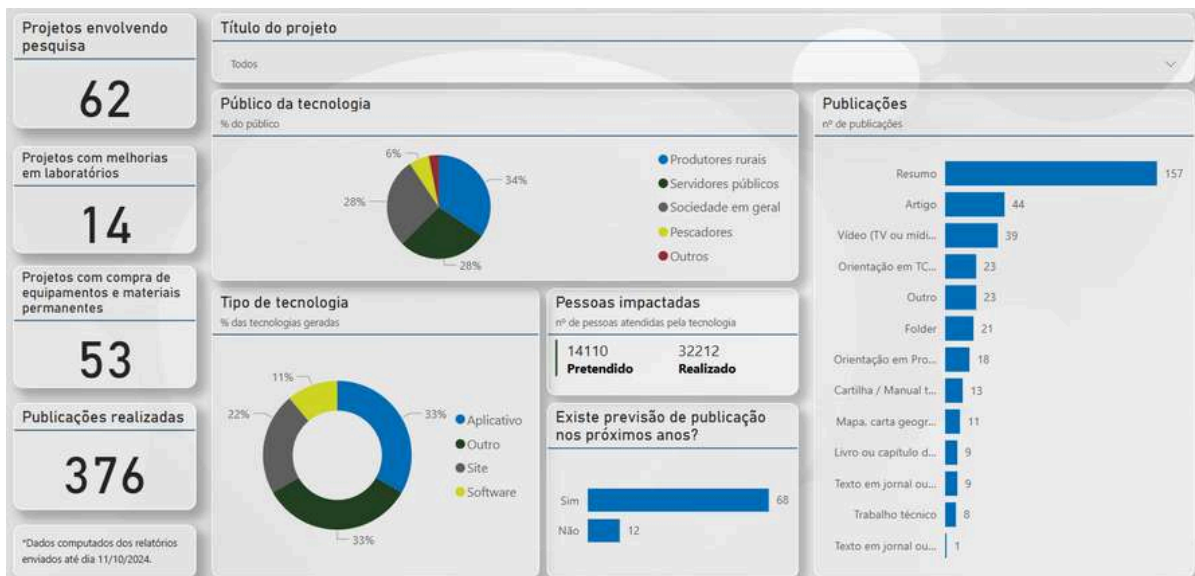 Projetos envolvendo
pesquisa
62
Projetos com melhorias
em laboratórios
14
Projetos com compra de
equipamentos e materiais
permanentes
53
Publicações realizadas
376
*Dados computados dos relatórios
enviados até dia 11/10/2024.
Título do projeto
Todos
Público da tecnologia
% do público
6%
34%
28%
28%
Produtores rurais
Servidores públicos
Sociedade em geral
Pescadores
Outros
Tipo de tecnologia
% das tecnologias geradas
11%
22%
33%
33%
Aplicativo
Outro
Site
Software
Pessoas impactadas
nº de pessoas atendidas pela tecnologia
14110 32212
Pretendido Realizado
Existe previsão de publicação
nos próximos anos?
Sim 68
Não 12
Publicações
nº de publicações
Resumo 157
Artigo 44
Vídeo (TV ou mídi... 39
Orientação em TC... 23
Outro 23
Folder 21
Orientação em Pro... 18
Cartilha / Manual t... 13
Mapa, carta geogr... 11
Livro ou capítulo d... 9
Texto em jornal ou... 9
Trabalho técnico 8
Texto em jornal ou... 1